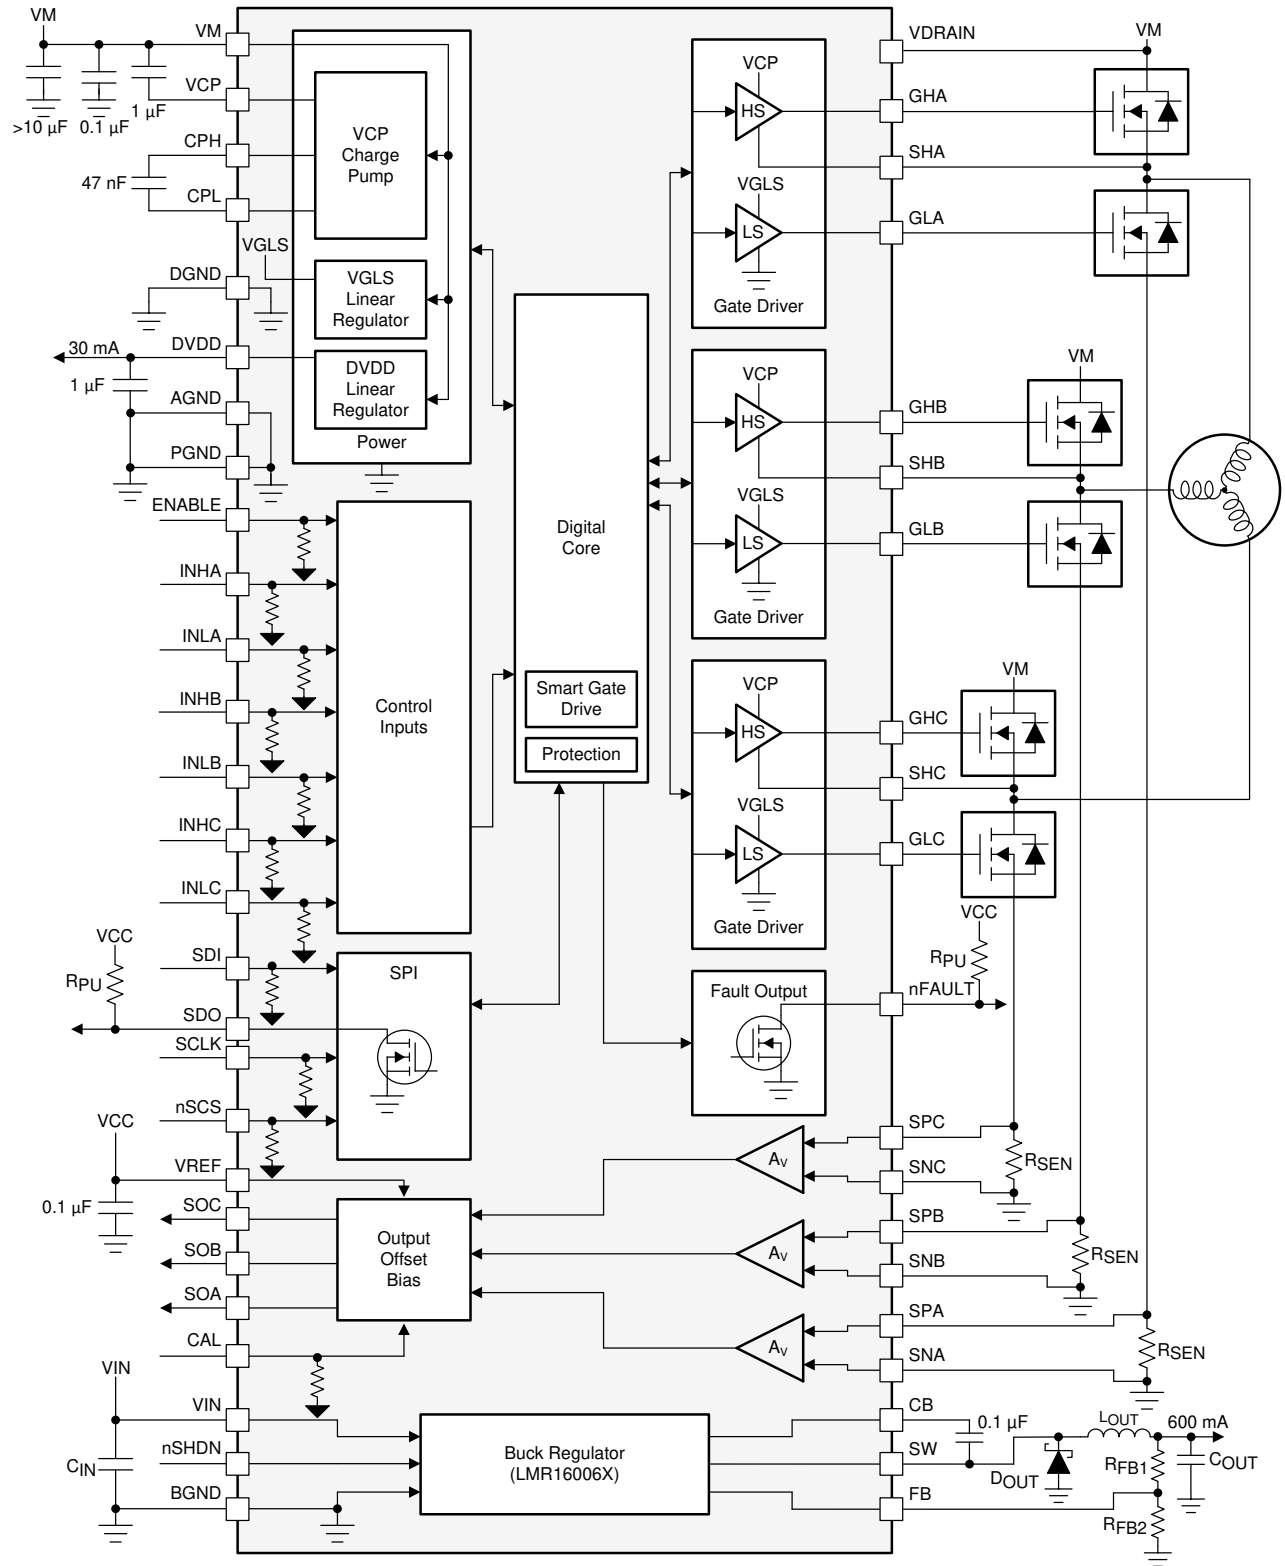 VM
VM
VDRAIN
VM
VCP
VCP
GHA
HS
>10 µF
0.1 µF
1 µF
VCP
Charge
Pump
CPH
SHA
47 nF
CPL
VGLS
GLA
LS
VGLS
DGND
VGLS
Linear
Regulator
Gate Driver
DVDD
30 mA
1 µF
DVDD
Linear
Regulator
VM
VCP
AGND
GHB
HS
Power
PGND
SHB
ENABLE
VGLS
Digital
Core
GLB
LS
INHA
Gate Driver
INLA
VM
VCP
Smart Gate
Drive
INHB
Control
Inputs
GHC
HS
Protection
INLB
SHC
VGLS
INHC
GLC
LS
INLC
VCC
Gate Driver
VCC
RPU
SDI
SPI
RPU
Fault Output
nFAULT
SDO
SCLK
nSCS
VCC
SPC
AV
RSEN
VREF
SNC
0.1 µF
SOC
SPB
Output
Offset
Bias
SOB
AV
RSEN
SNB
SOA
SPA
CAL
AV
RSEN
SNA
VIN
VIN
CB
0.1 µF
LOUT
600 mA
nSHDN
Buck Regulator
(LMR16006X)
SW
CIN
DOUT
RFB1
COUT
BGND
FB
RFB2